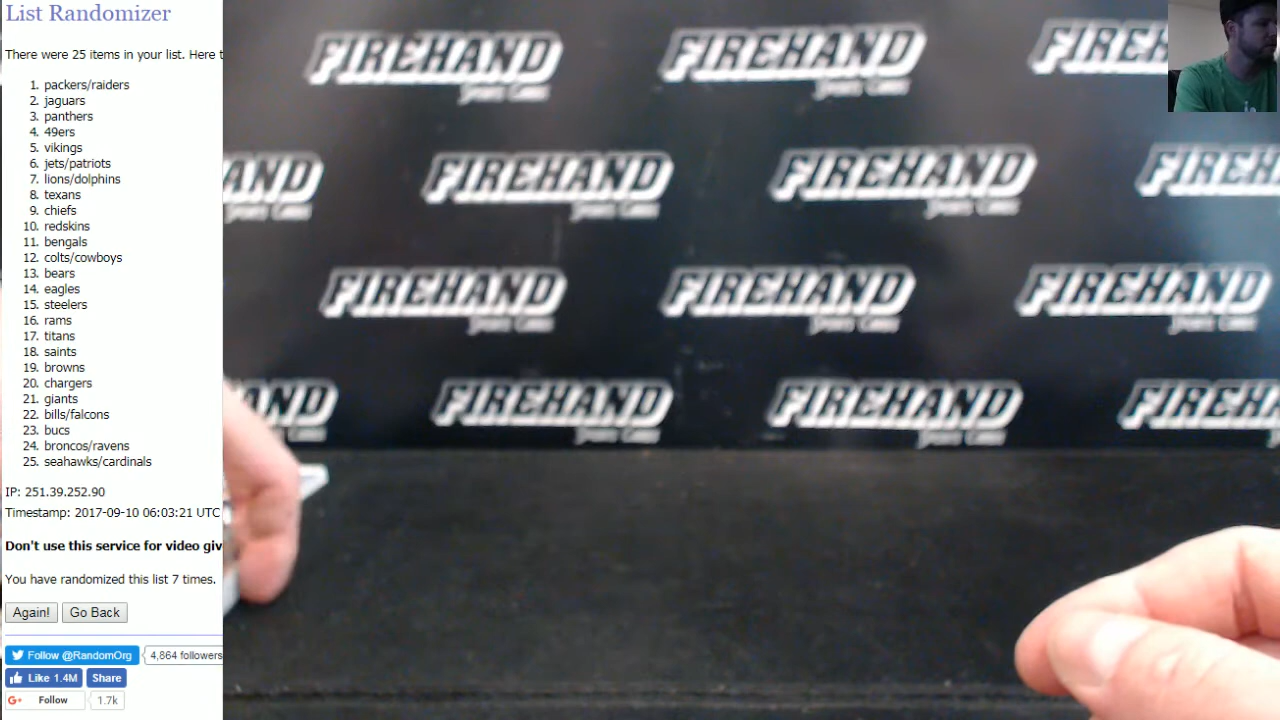 List Randomizer
There were 25 items in your list. Here t
1. packers/raiders
2. jaguars
3. panthers
4. 49ers
5. vikings
6. jets/patriots
7. lions/dolphins
8. texans
9. chiefs
10. redskins
11. bengals
12. colts/cowboys
13. bears
14. eagles
15. steelers
16. rams
17. titans
18. saints
19. browns
20. chargers
21. giants
22. bills/falcons
23. bucs
24. broncos/ravens
25. seahawks/cardinals
IP: 251.39.252.90
Timestamp: 2017-09-10 06:03:21 UTC
Don't use this service for video giv
You have randomized this list 7 times.
Again! Go Back
Follow @RandomOrg 4,864 followers
Like 1.4M Share
G+ Follow 1.7k
FIREHAND FIREHAND FIREH
HAND FIREHAND FIREHAND FIREH
FIREHAND FIREHAND FIREHAND
AND FIREHAND FIREHAND FIREH